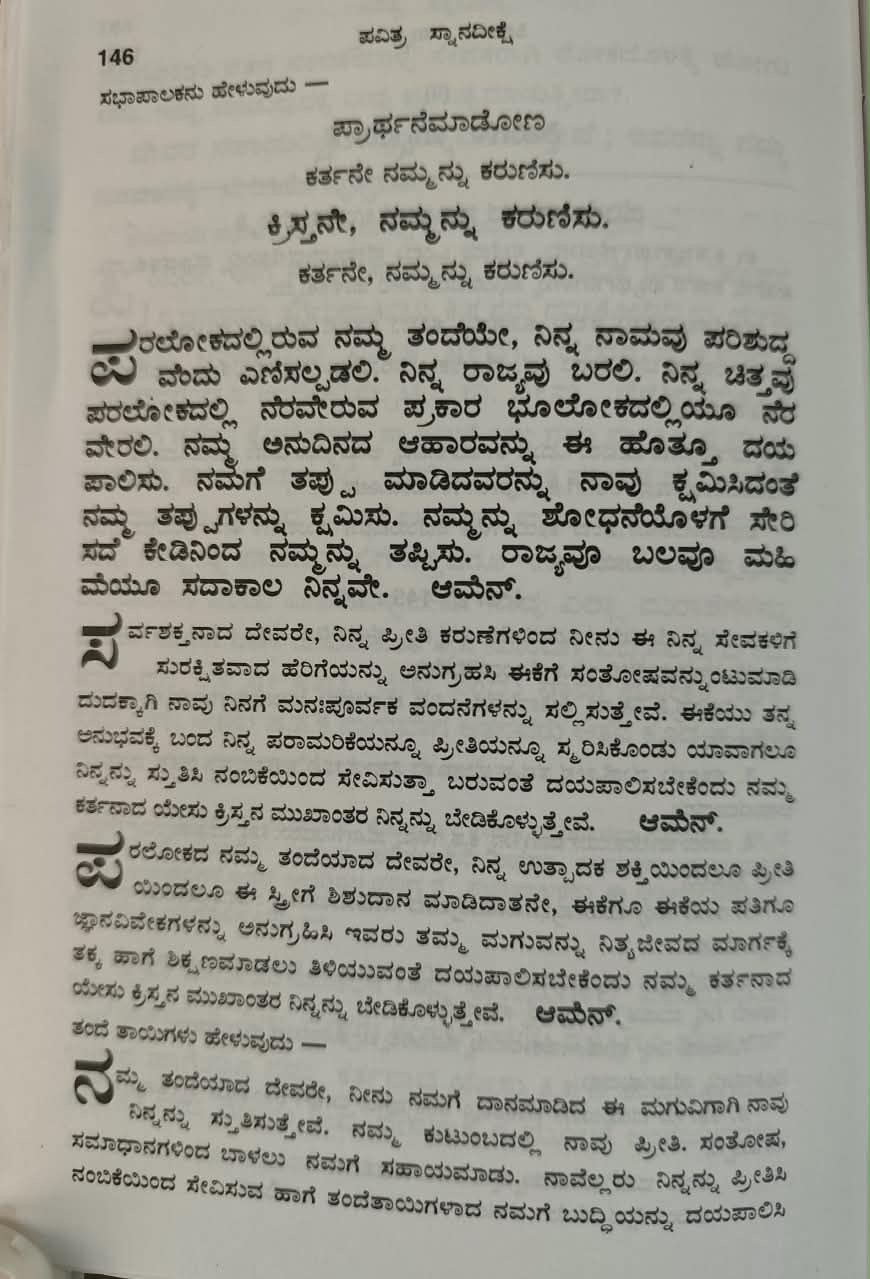 ಪವಿತ್ರ ಸ್ನಾನದೀಕ್ಷೆ
146
ಸಭಾಪಾಲಕನು ಹೇಳುವುದು —
ಪ್ರಾರ್ಥನೆಮಾಡೋಣ
ಕರ್ತನೇ ನಮ್ಮನ್ನು ಕರುಣಿಸು.
ಕ್ರಿಸ್ತನೇ, ನಮ್ಮನ್ನು ಕರುಣಿಸು.
ಕರ್ತನೇ, ನಮ್ಮನ್ನು ಕರುಣಿಸು.
ಪರಲೋಕದಲ್ಲಿರುವ ನಮ್ಮ ತಂದೆಯೇ, ನಿನ್ನ ನಾಮವು ಪರಿಶುದ್ಧ
ವೆಂದು ಎಣಿಸಲ್ಪಡಲಿ. ನಿನ್ನ ರಾಜ್ಯವು ಬರಲಿ. ನಿನ್ನ ಚಿತ್ತವು
ಪರಲೋಕದಲ್ಲಿ ನೆರವೇರುವ ಪ್ರಕಾರ ಭೂಲೋಕದಲ್ಲಿಯೂ ನೆರ
ವೇರಲಿ. ನಮ್ಮ ಅನುದಿನದ ಆಹಾರವನ್ನು ಈ ಹೊತ್ತೂ ದಯ
ಪಾಲಿಸು. ನಮಗೆ ತಪ್ಪು ಮಾಡಿದವರನ್ನು ನಾವು ಕ್ಷಮಿಸಿದಂತೆ
ನಮ್ಮ ತಪ್ಪುಗಳನ್ನು ಕ್ಷಮಿಸು. ನಮ್ಮನ್ನು ಶೋಧನೆಯೊಳಗೆ ಸೇರಿ
ಸದೆ ಕೇಡಿನಿಂದ ನಮ್ಮನ್ನು ತಪ್ಪಿಸು. ರಾಜ್ಯವೂ ಬಲವೂ ಮಹಿ
ಮೆಯೂ ಸದಾಕಾಲ ನಿನ್ನವೇ. ಆಮೆನ್.
ಸರ್ವಶಕ್ತನಾದ ದೇವರೇ, ನಿನ್ನ ಪ್ರೀತಿ ಕರುಣೆಗಳಿಂದ ನೀನು ಈ ನಿನ್ನ ಸೇವಕಳಿಗೆ
ಸುರಕ್ಷಿತವಾದ ಹೆರಿಗೆಯನ್ನು ಅನುಗ್ರಹಸಿ ಈಕೆಗೆ ಸಂತೋಷವನ್ನುಂಟುಮಾಡಿ
ದುದಕ್ಕಾಗಿ ನಾವು ನಿನಗೆ ಮನಃಪೂರ್ವಕ ವಂದನೆಗಳನ್ನು ಸಲ್ಲಿಸುತ್ತೇವೆ. ಈಕೆಯು ತನ್ನ
ಅನುಭವಕ್ಕೆ ಬಂದ ನಿನ್ನ ಪರಾಮರಿಕೆಯನ್ನೂ ಪ್ರೀತಿಯನ್ನೂ ಸ್ಮರಿಸಿಕೊಂಡು ಯಾವಾಗಲೂ
ನಿನ್ನನ್ನು ಸ್ತುತಿಸಿ ನಂಬಿಕೆಯಿಂದ ಸೇವಿಸುತ್ತಾ ಬರುವಂತೆ ದಯಪಾಲಿಸಬೇಕೆಂದು ನಮ್ಮ
ಕರ್ತನಾದ ಯೇಸು ಕ್ರಿಸ್ತನ ಮುಖಾಂತರ ನಿನ್ನನ್ನು ಬೇಡಿಕೊಳ್ಳುತ್ತೇವೆ. ಆಮೆನ್.
ಪರಲೋಕದ ನಮ್ಮ ತಂದೆಯಾದ ದೇವರೇ, ನಿನ್ನ ಉತ್ಪಾದಕ ಶಕ್ತಿಯಿಂದಲೂ ಪ್ರೀತಿ
ಯಿಂದಲೂ ಈ ಸ್ತ್ರೀಗೆ ಶಿಶುದಾನ ಮಾಡಿದಾತನೇ, ಈಕೆಗೂ ಈಕೆಯ ಪತಿಗೂ
ಜ್ಞಾನವಿವೇಕಗಳನ್ನು ಅನುಗ್ರಹಿಸಿ ಇವರು ತಮ್ಮ ಮಗುವನ್ನು ನಿತ್ಯಜೀವದ ಮಾರ್ಗಕ್ಕೆ
ತಕ್ಕ ಹಾಗೆ ಶಿಕ್ಷಣಮಾಡಲು ತಿಳಿಯುವಂತೆ ದಯಪಾಲಿಸಬೇಕೆಂದು ನಮ್ಮ ಕರ್ತನಾದ
ಯೇಸು ಕ್ರಿಸ್ತನ ಮುಖಾಂತರ ನಿನ್ನನ್ನು ಬೇಡಿಕೊಳ್ಳುತ್ತೇವೆ. ಆಮೆನ್.
ತಂದೆ ತಾಯಿಗಳು ಹೇಳುವುದು —
ನಮ್ಮ ತಂದೆಯಾದ ದೇವರೇ, ನೀನು ನಮಗೆ ದಾನಮಾಡಿದ ಈ ಮಗುವಿಗಾಗಿ ನಾವು
ನಿನ್ನನ್ನು ಸ್ತುತಿಸುತ್ತೇವೆ. ನಮ್ಮ ಕುಟುಂಬದಲ್ಲಿ ನಾವು ಪ್ರೀತಿ. ಸಂತೋಷ,
ಸಮಾಧಾನಗಳಿಂದ ಬಾಳಲು ನಮಗೆ ಸಹಾಯಮಾಡು. ನಾವೆಲ್ಲರು ನಿನ್ನನ್ನು ಪ್ರೀತಿಸಿ
ನಂಬಿಕೆಯಿಂದ ಸೇವಿಸುವ ಹಾಗೆ ತಂದೆತಾಯಿಗಳಾದ ನಮಗೆ ಬುದ್ಧಿಯನ್ನು ದಯಪಾಲಿಸಿ